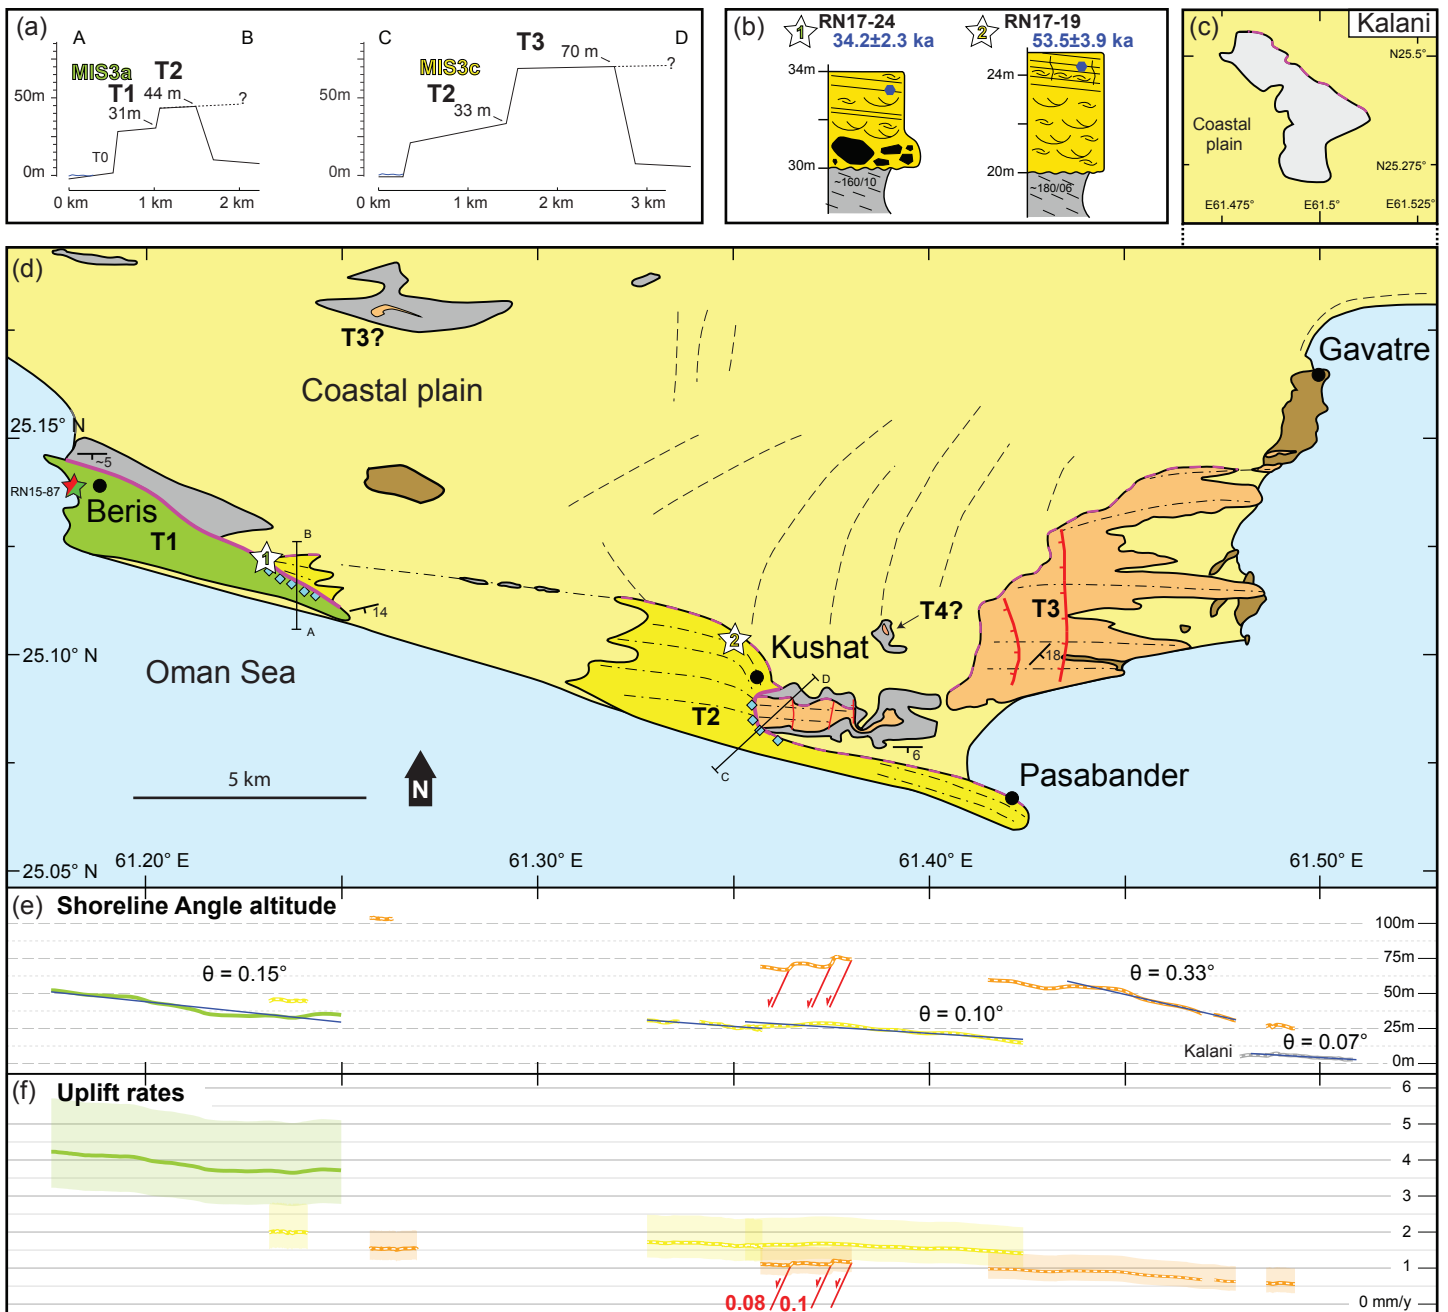 (a)
A
B
C
T3
D
MIS3a
T2
T1
44 m
31m
?
50m
T0
0m
0 km
1 km
2 km
70 m
?
MIS3c
T2
33 m
50m
0m
0 km
1 km
2 km
3 km
(b)
1
RN17-24
34.2±2.3 ka
2
RN17-19
53.5±3.9 ka
34m
30m
~160/10
24m
20m
~180/06
(c)
Kalani
N25.5°
Coastal
plain
N25.275°
E61.475°
E61.5°
E61.525°
(d)
T3?
Coastal plain
Gavatre
25.15° N
~5
RN15-87
Beris
T1
1
B
A
14
T4?
T3
18
2
Kushat
25.10° N
Oman Sea
D
T2
C
6
Pasabander
5 km
N
61.20° E
61.30° E
61.40° E
61.50° E
25.05° N
(e) Shoreline Angle altitude
100m
75m
50m
25m
0m
θ = 0.15°
θ = 0.33°
θ = 0.10°
Kalani
θ = 0.07°
(f) Uplift rates
6
5
4
3
2
1
0 mm/y
0.08
0.1